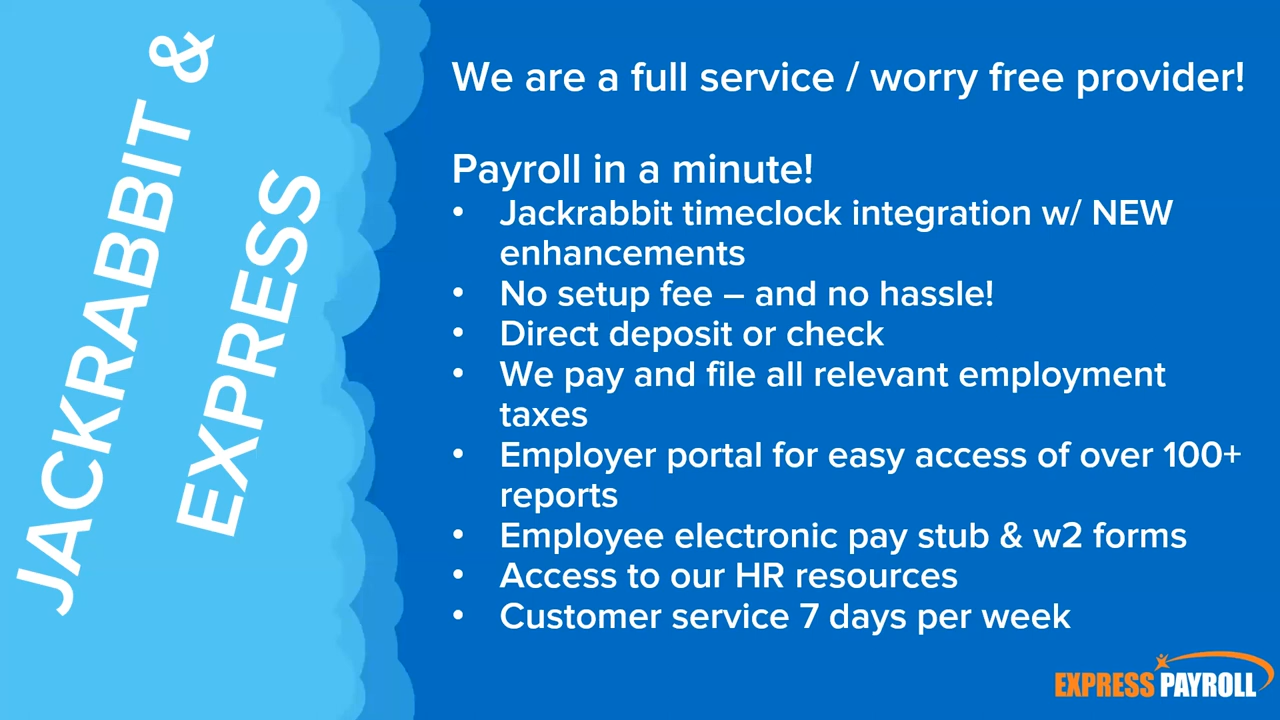 JACKRABBIT &
EXPRESS
We are a full service / worry free provider!
Payroll in a minute!
• Jackrabbit timeclock integration w/ NEW
enhancements
• No setup fee – and no hassle!
• Direct deposit or check
• We pay and file all relevant employment
taxes
• Employer portal for easy access of over 100+
reports
• Employee electronic pay stub & w2 forms
• Access to our HR resources
• Customer service 7 days per week
EXPRESS PAYROLL